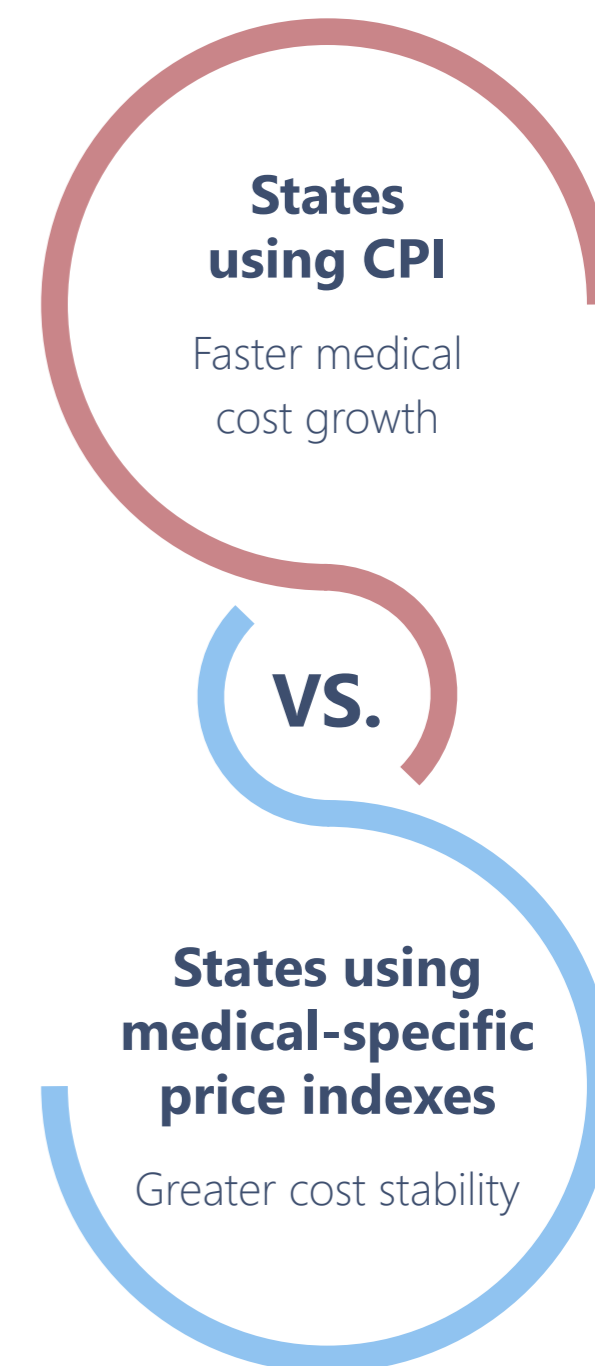 States
using CPI
Faster medical
cost growth
VS.
States using
medical-specific
price indexes
Greater cost stability